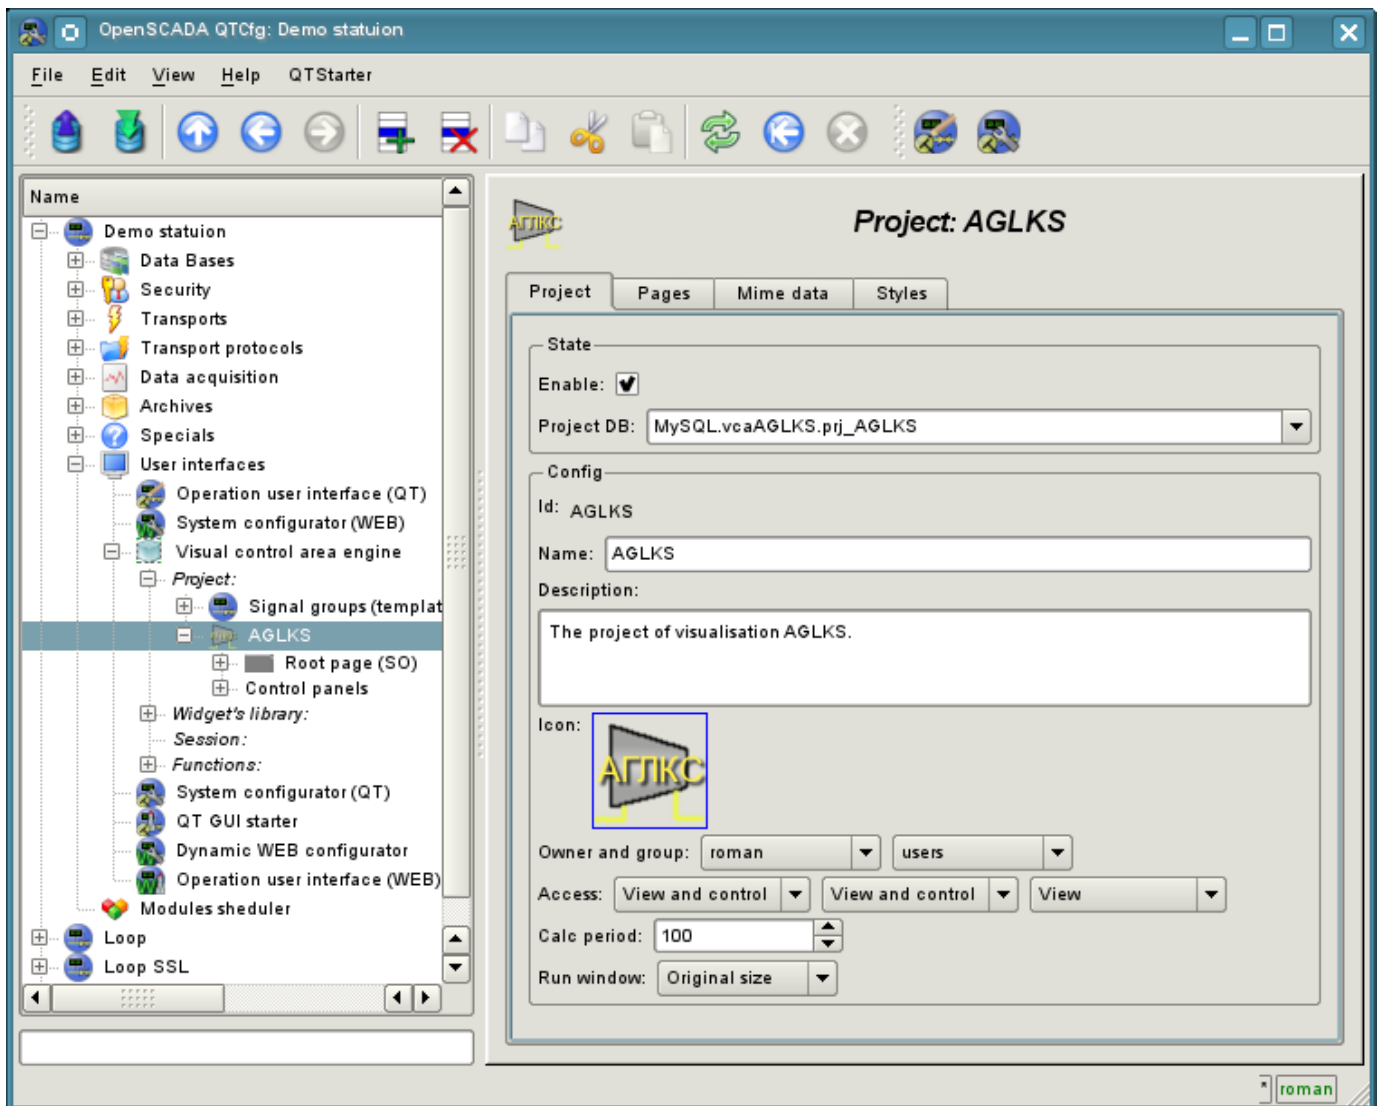 OpenSCADA QTCfg: Demo statuion
File Edit View Help QTStarter
Name
Demo statuion
Data Bases
Security
Transports
Transport protocols
Data acquisition
Archives
Specials
User interfaces
Operation user interface (QT)
System configurator (WEB)
Visual control area engine
Project:
Signal groups (templat
AGLKS
Root page (SO)
Control panels
Widget's library:
Session:
Functions:
System configurator (QT)
QT GUI starter
Dynamic WEB configurator
Operation user interface (WEB)
Modules sheduler
Loop
Loop SSL
АГЛКС
Project: AGLKS
Project Pages Mime data Styles
State
Enable:
Project DB: MySQL.vcaAGLKS.prj_AGLKS
Config
Id: AGLKS
Name: AGLKS
Description:
The project of visualisation AGLKS.
Icon:
АГЛКС
Owner and group: roman users
Access: View and control View and control View
Calc period: 100
Run window: Original size
* roman